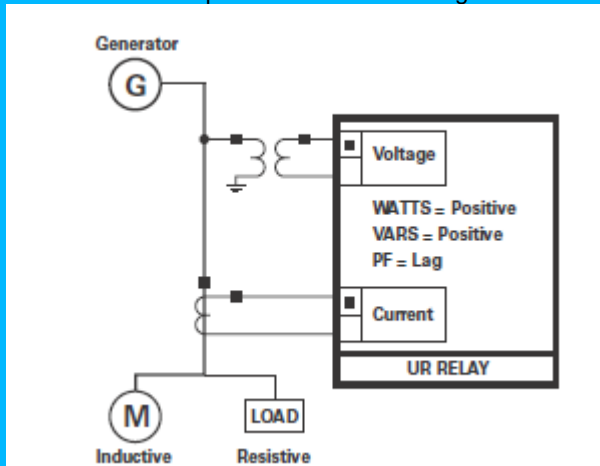 Generator
G
Voltage
WATTS = Positive
VARS = Positive
PF = Lag
Current
UR RELAY
M
LOAD
Inductive
Resistive